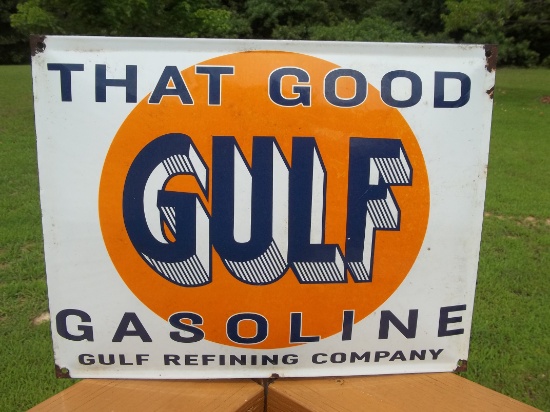 THAT GOOD
GULF
GASOLINE
GULF REFINING COMPANY